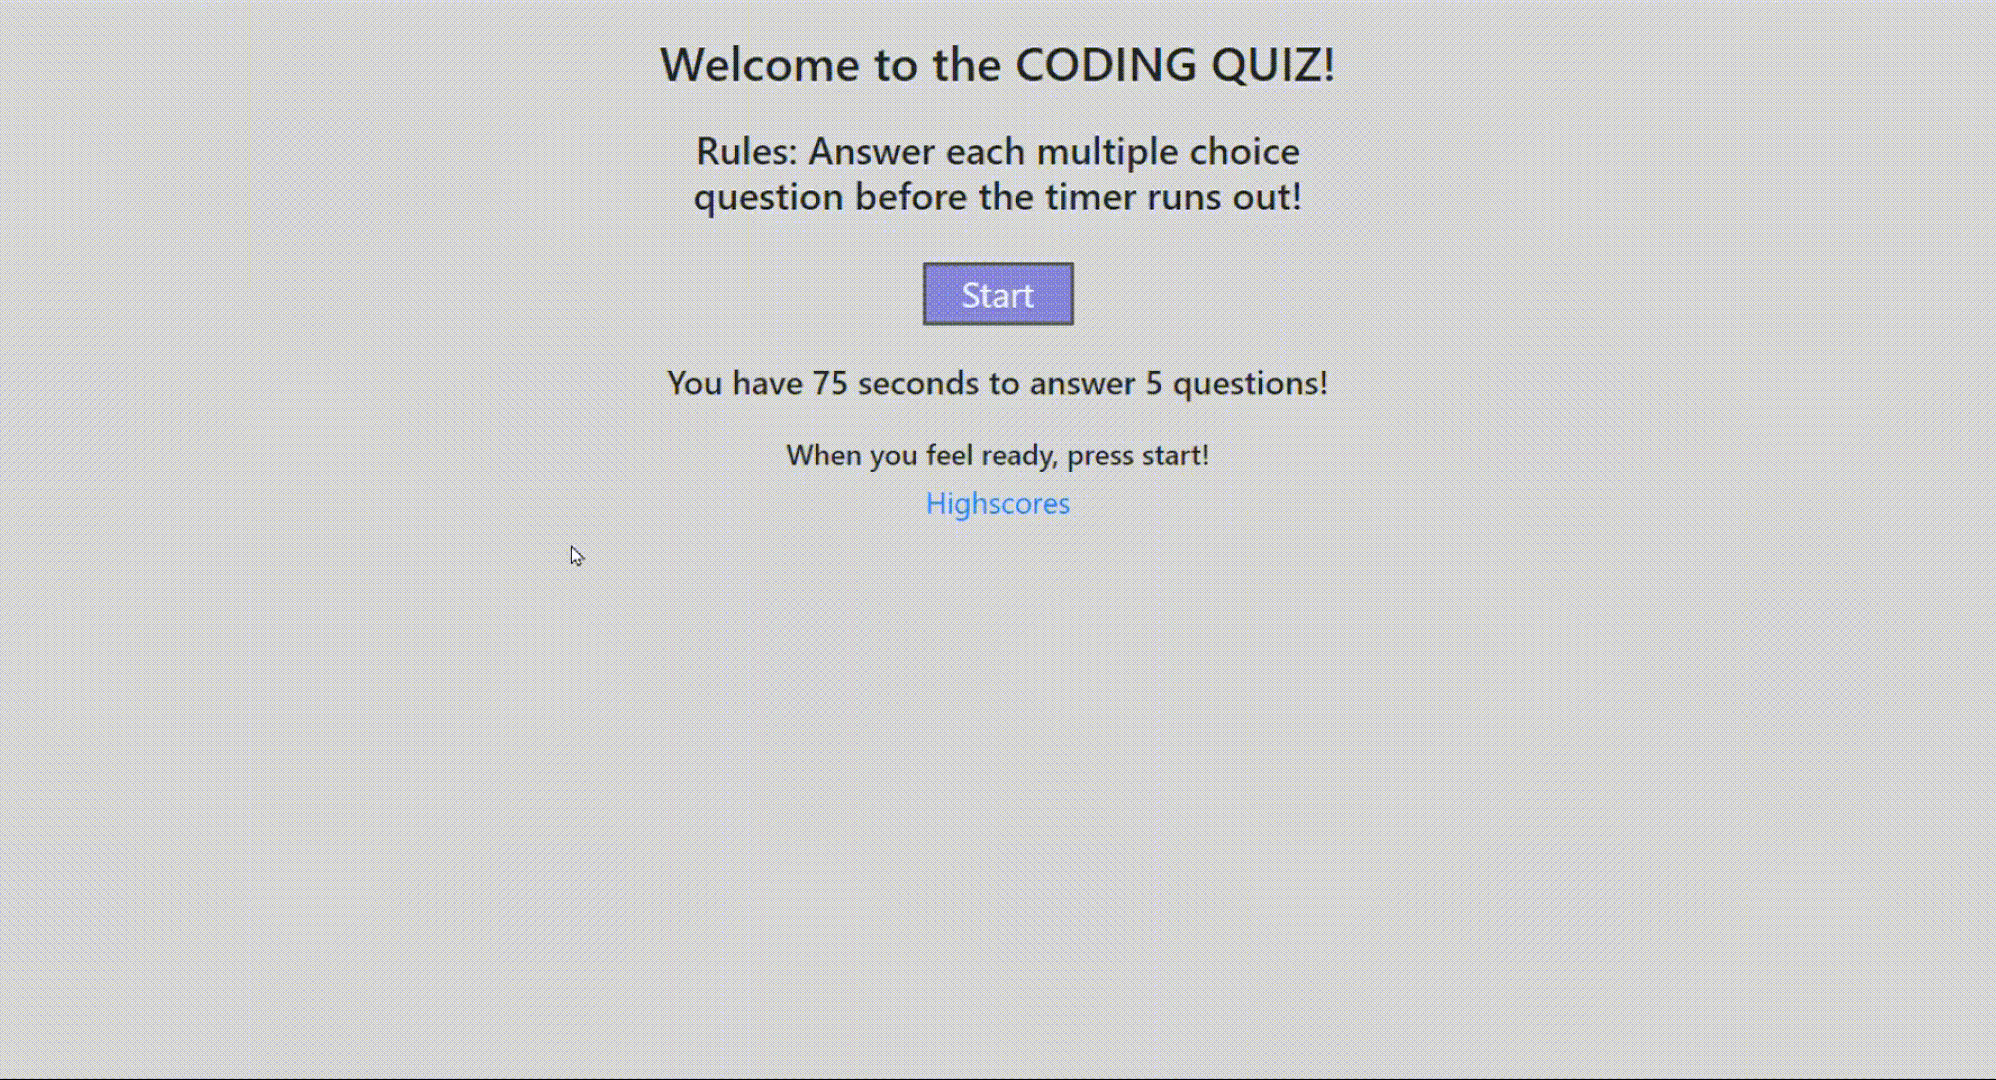 Welcome to the CODING QUIZ!
Rules: Answer each multiple choice
question before the timer runs out!
Start
You have 75 seconds to answer 5 questions!
When you feel ready, press start!
Highscores